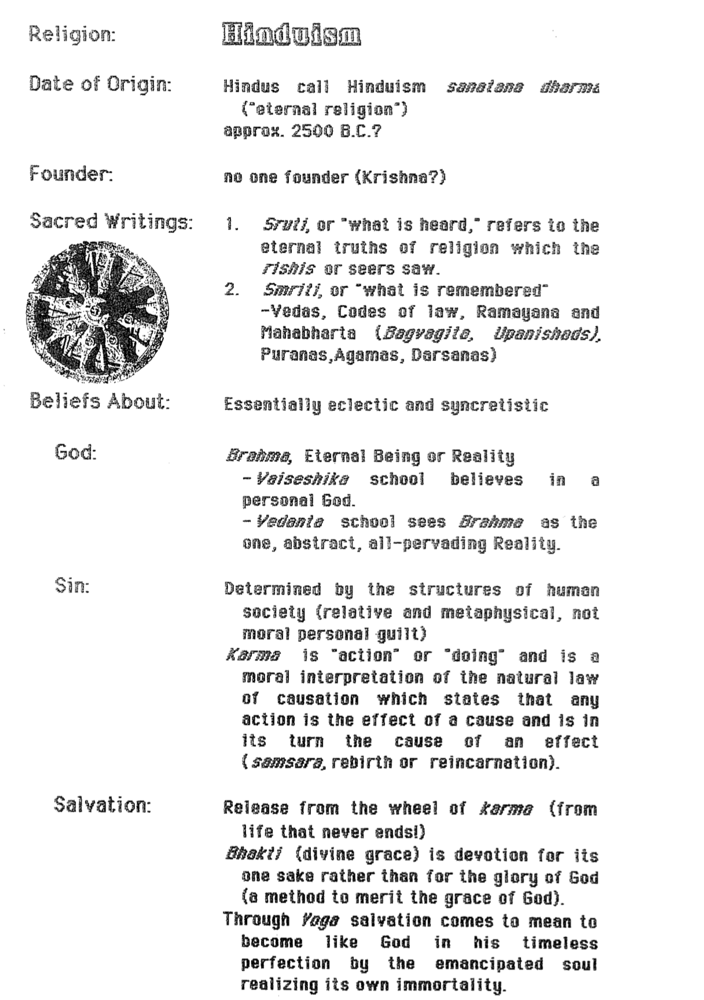 Religion: Hinduism
Date of Origin: Hindus call Hinduism sanatana dharma
("eternal religion")
approx. 2500 B.C.?
Founder: no one founder (Krishna?)
Sacred Writings: 1. Sruti, or "what is heard," refers to the
eternal truths of religion which the
rishis or seers saw.
2. Smriti, or "what is remembered"
-Vedas, Codes of law, Ramayana and
Mahabharta (Bagvagita, Upanishads),
Puranas,Agamas, Darsanas)
Beliefs About: Essentially eclectic and syncretistic
God: Brahma, Eternal Being or Reality
- Vaiseshika school believes in a
personal God.
- Vedanta school sees Brahma as the
one, abstract, all-pervading Reality.
Sin: Determined by the structures of human
society (relative and metaphysical, not
moral personal guilt)
Karma is "action" or "doing" and is a
moral interpretation of the natural law
of causation which states that any
action is the effect of a cause and is in
its turn the cause of an effect
(samsara, rebirth or reincarnation).
Salvation: Release from the wheel of karma (from
life that never ends!)
Bhakti (divine grace) is devotion for its
one sake rather than for the glory of God
(a method to merit the grace of God).
Through Yoga salvation comes to mean to
become like God in his timeless
perfection by the emancipated soul
realizing its own immortality.